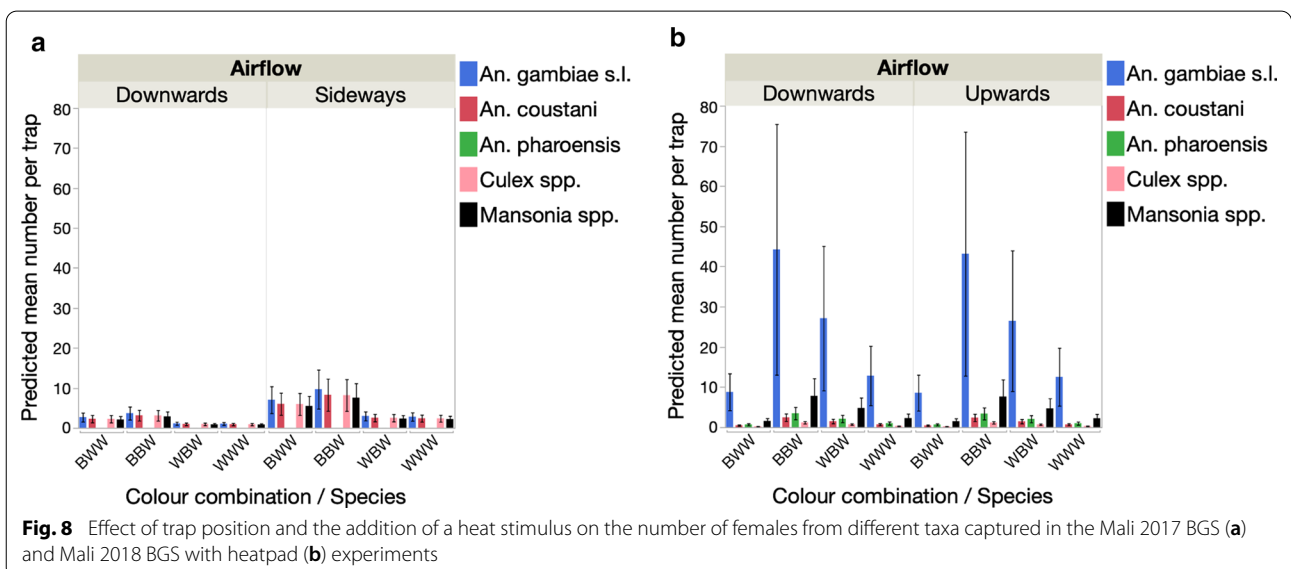 a
Airflow
Downwards Sideways
An. gambiae s.l.
An. coustani
An. pharoensis
Culex spp.
Mansonia spp.
Predicted mean number per trap
80
70
60
50
40
30
20
10
0
BWW BBW WBW WWW BWW BBW WBW WWW
Colour combination / Species
b
Airflow
Downwards Upwards
An. gambiae s.l.
An. coustani
An. pharoensis
Culex spp.
Mansonia spp.
Predicted mean number per trap
80
70
60
50
40
30
20
10
0
BWW BBW WBW WWW BWW BBW WBW WWW
Colour combination / Species
Fig. 8 Effect of trap position and the addition of a heat stimulus on the number of females from different taxa captured in the Mali 2017 BGS (a)
and Mali 2018 BGS with heatpad (b) experiments